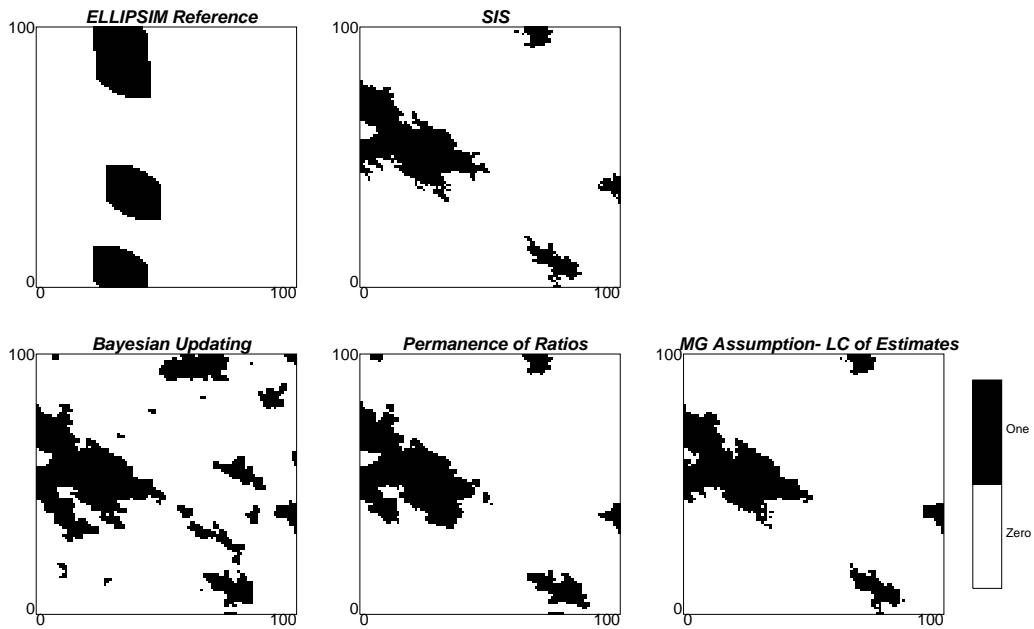 ELLIPSIM Reference
100
0
0
100
SIS
100
0
0
100
Bayesian Updating
100
0
0
100
Permanence of Ratios
100
0
0
100
MG Assumption- LC of Estimates
100
0
0
100
One
Zero